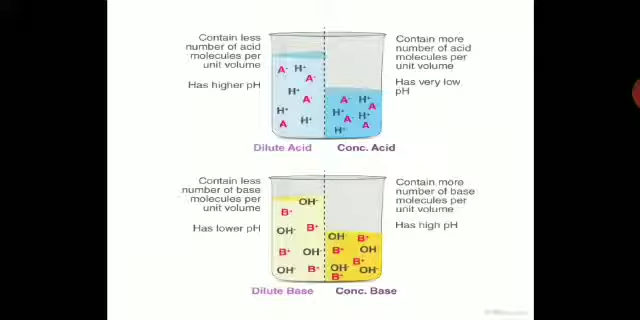 Contain less
number of acid
molecules per
unit volume
Has higher pH
Contain more
number of acid
molecules per
unit volume
Has very low
pH
A- H+
A-
H+
A-
H+
H+
A
A- H+
A
H+ H+
A-
A
H+
Dilute Acid
Conc. Acid
Contain less
number of base
molecules per
unit volume
Has lower pH
Contain more
number of base
molecules per
unit volume
Has high pH
OH-
B+
OH- B+
B+ OH-
OH- B+
OH- B+
B+ OH
B+
OH- OH-
B+
Dilute Base
Conc. Base